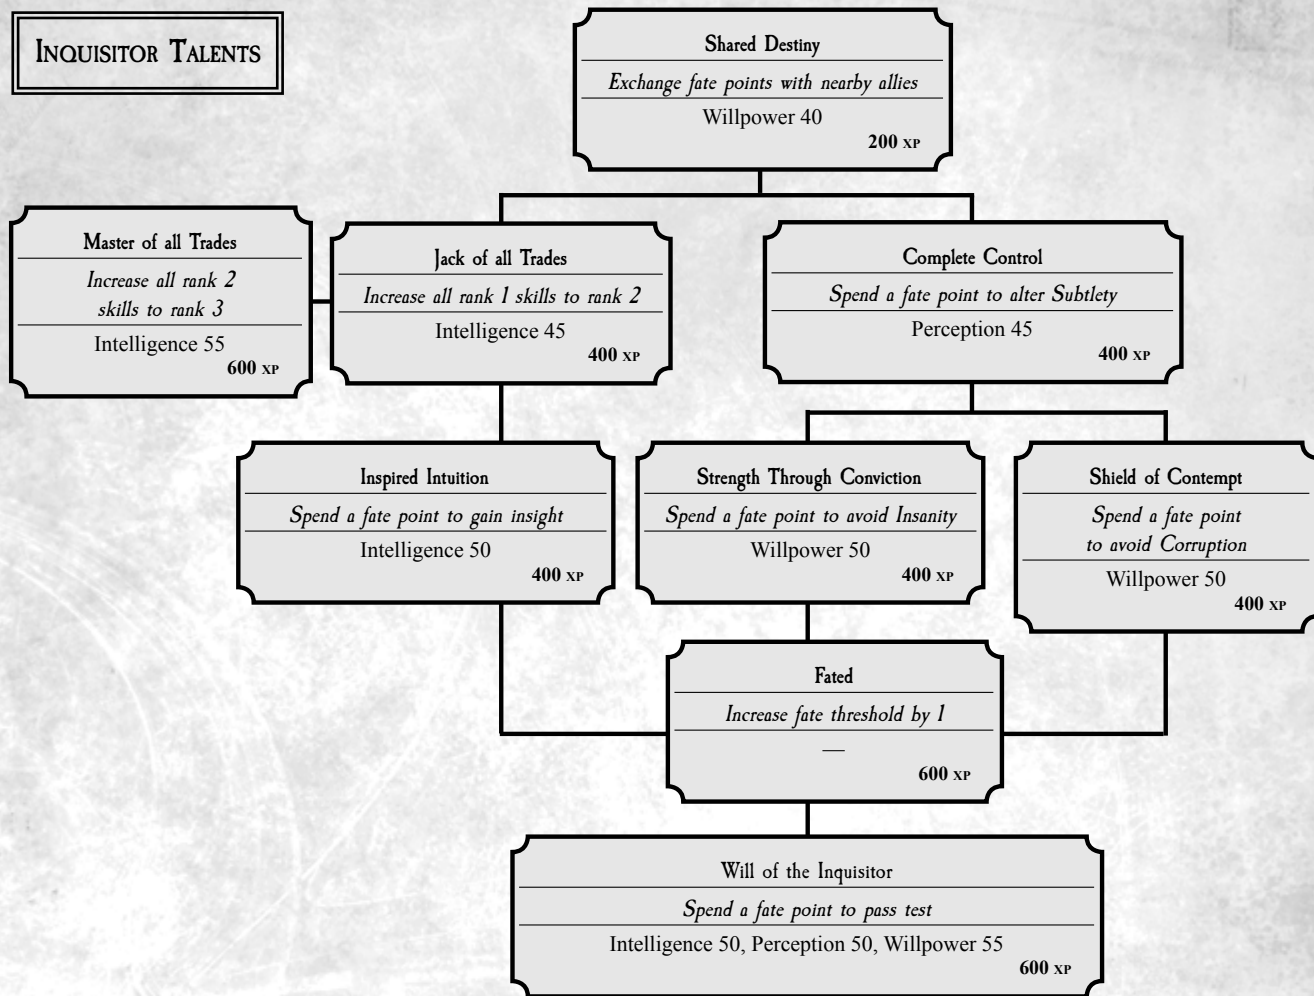 Inquisitor Talents
Shared Destiny
Exchange fate points with nearby allies
Willpower 40
200 XP
Master of all Trades
Increase all rank 2
skills to rank 3
Intelligence 55
600 XP
Jack of all Trades
Increase all rank 1 skills to rank 2
Intelligence 45
400 XP
Complete Control
Spend a fate point to alter Subtlety
Perception 45
400 XP
Inspired Intuition
Spend a fate point to gain insight
Intelligence 50
400 XP
Strength Through Conviction
Spend a fate point to avoid Insanity
Willpower 50
400 XP
Shield of Contempt
Spend a fate point
to avoid Corruption
Willpower 50
400 XP
Fated
Increase fate threshold by 1
—
600 XP
Will of the Inquisitor
Spend a fate point to pass test
Intelligence 50, Perception 50, Willpower 55
600 XP